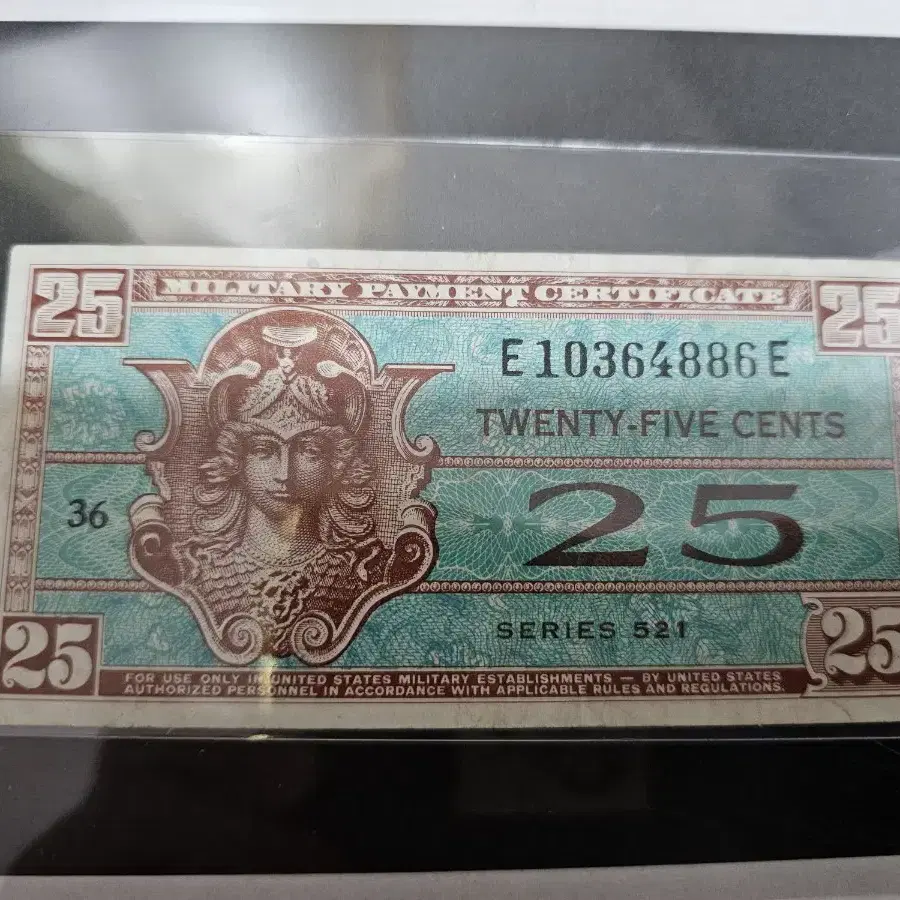 25 MILITARY PAYMENT CERTIFICATE 25
E10364886E
TWENTY-FIVE CENTS
36
25
SERIES 521
25 25
FOR USE ONLY IN UNITED STATES MILITARY ESTABLISHMENTS — BY UNITED STATES
AUTHORIZED PERSONNEL IN ACCORDANCE WITH APPLICABLE RULES AND REGULATIONS.